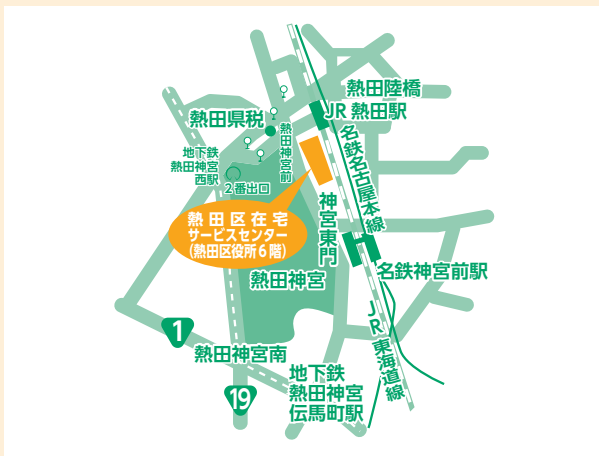 熱田陸橋
JR 熱田駅
熱田県税
熱田神宮前
名鉄名古屋本線
地下鉄
熱田神宮
西駅
2番出口
神宮東門
熱田区在宅
サービスセンター
(熱田区役所6階)
名鉄神宮前駅
熱田神宮
JR東海道線
1
熱田神宮南
地下鉄
熱田神宮
伝馬町駅
19